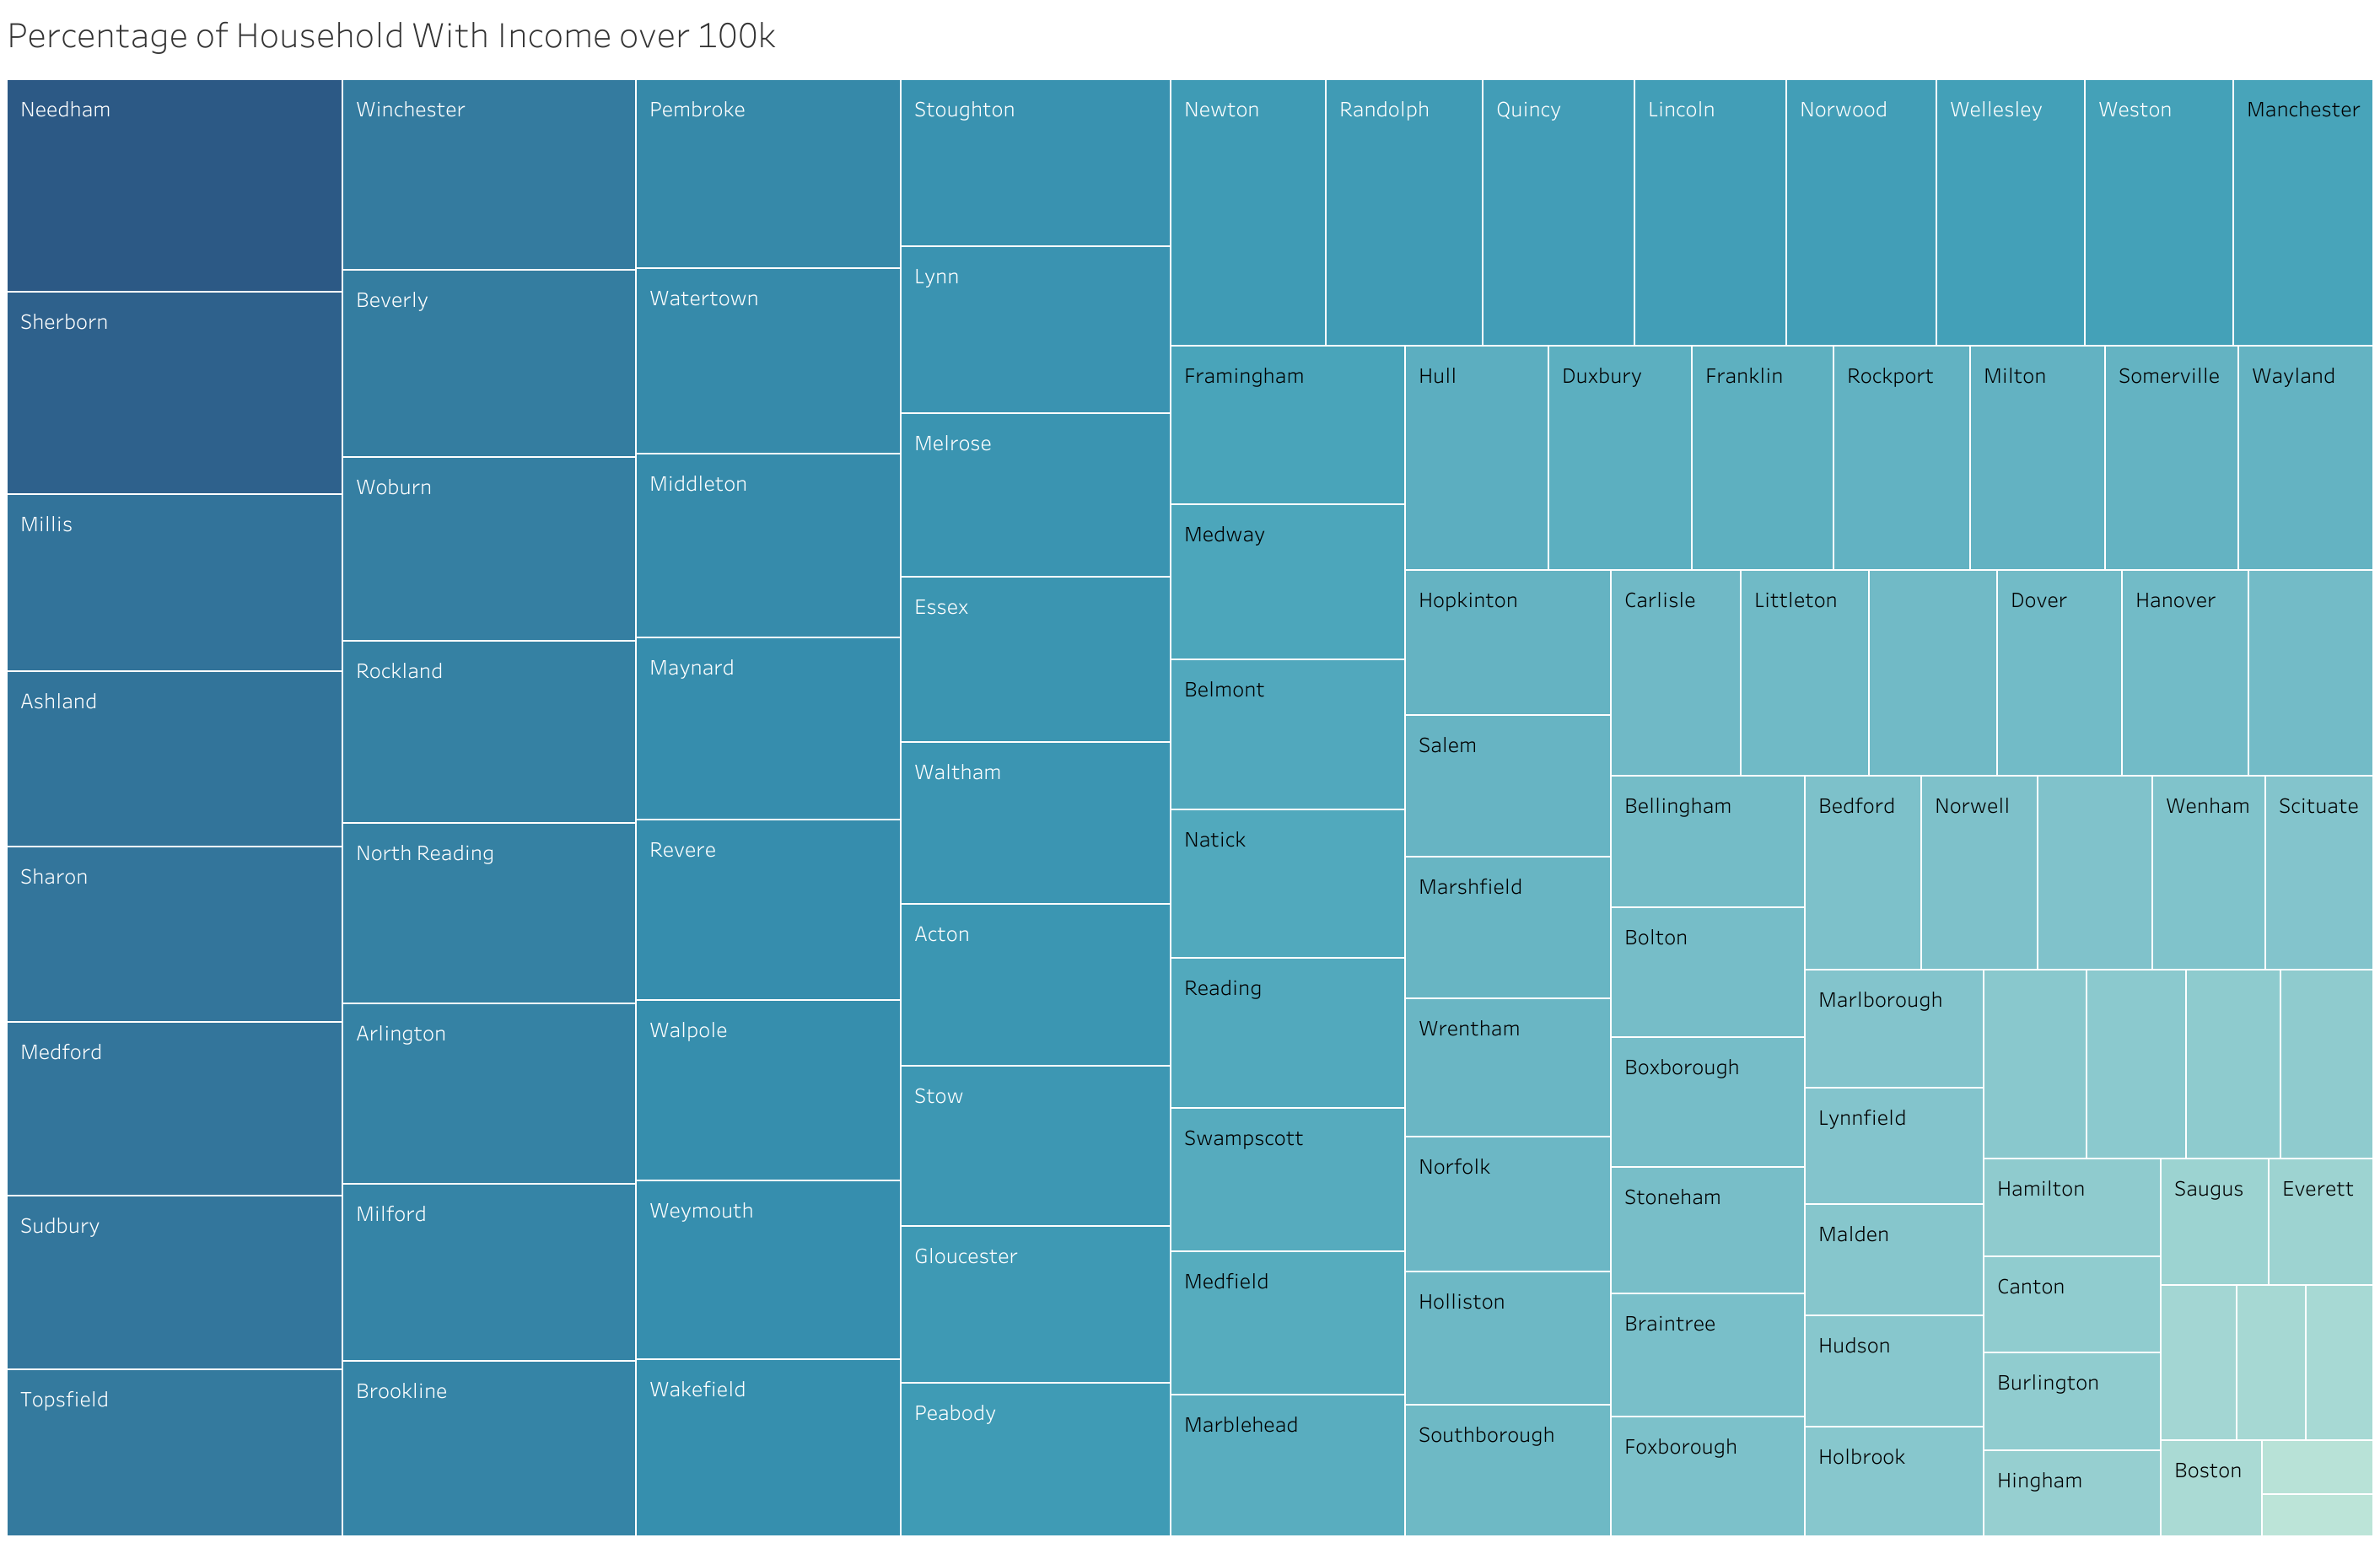 Percentage of Household With Income over 100k
Needham
Sherborn
Millis
Ashland
Sharon
Medford
Sudbury
Topsfield
Winchester
Beverly
Woburn
Rockland
North Reading
Arlington
Milford
Brookline
Pembroke
Watertown
Middleton
Maynard
Revere
Walpole
Weymouth
Wakefield
Stoughton
Lynn
Melrose
Essex
Waltham
Acton
Stow
Gloucester
Peabody
Newton
Randolph
Quincy
Lincoln
Norwood
Wellesley
Weston
Manchester
Framingham
Medway
Belmont
Natick
Reading
Swampscott
Medfield
Marblehead
Hull
Duxbury
Franklin
Rockport
Milton
Somerville
Wayland
Hopkinton
Salem
Marshfield
Wrentham
Norfolk
Holliston
Southborough
Carlisle
Littleton
Dover
Hanover
Bellingham
Bolton
Boxborough
Stoneham
Braintree
Foxborough
Bedford
Norwell
Wenham
Scituate
Marlborough
Lynnfield
Malden
Hudson
Holbrook
Hamilton
Canton
Burlington
Hingham
Saugus
Everett
Boston